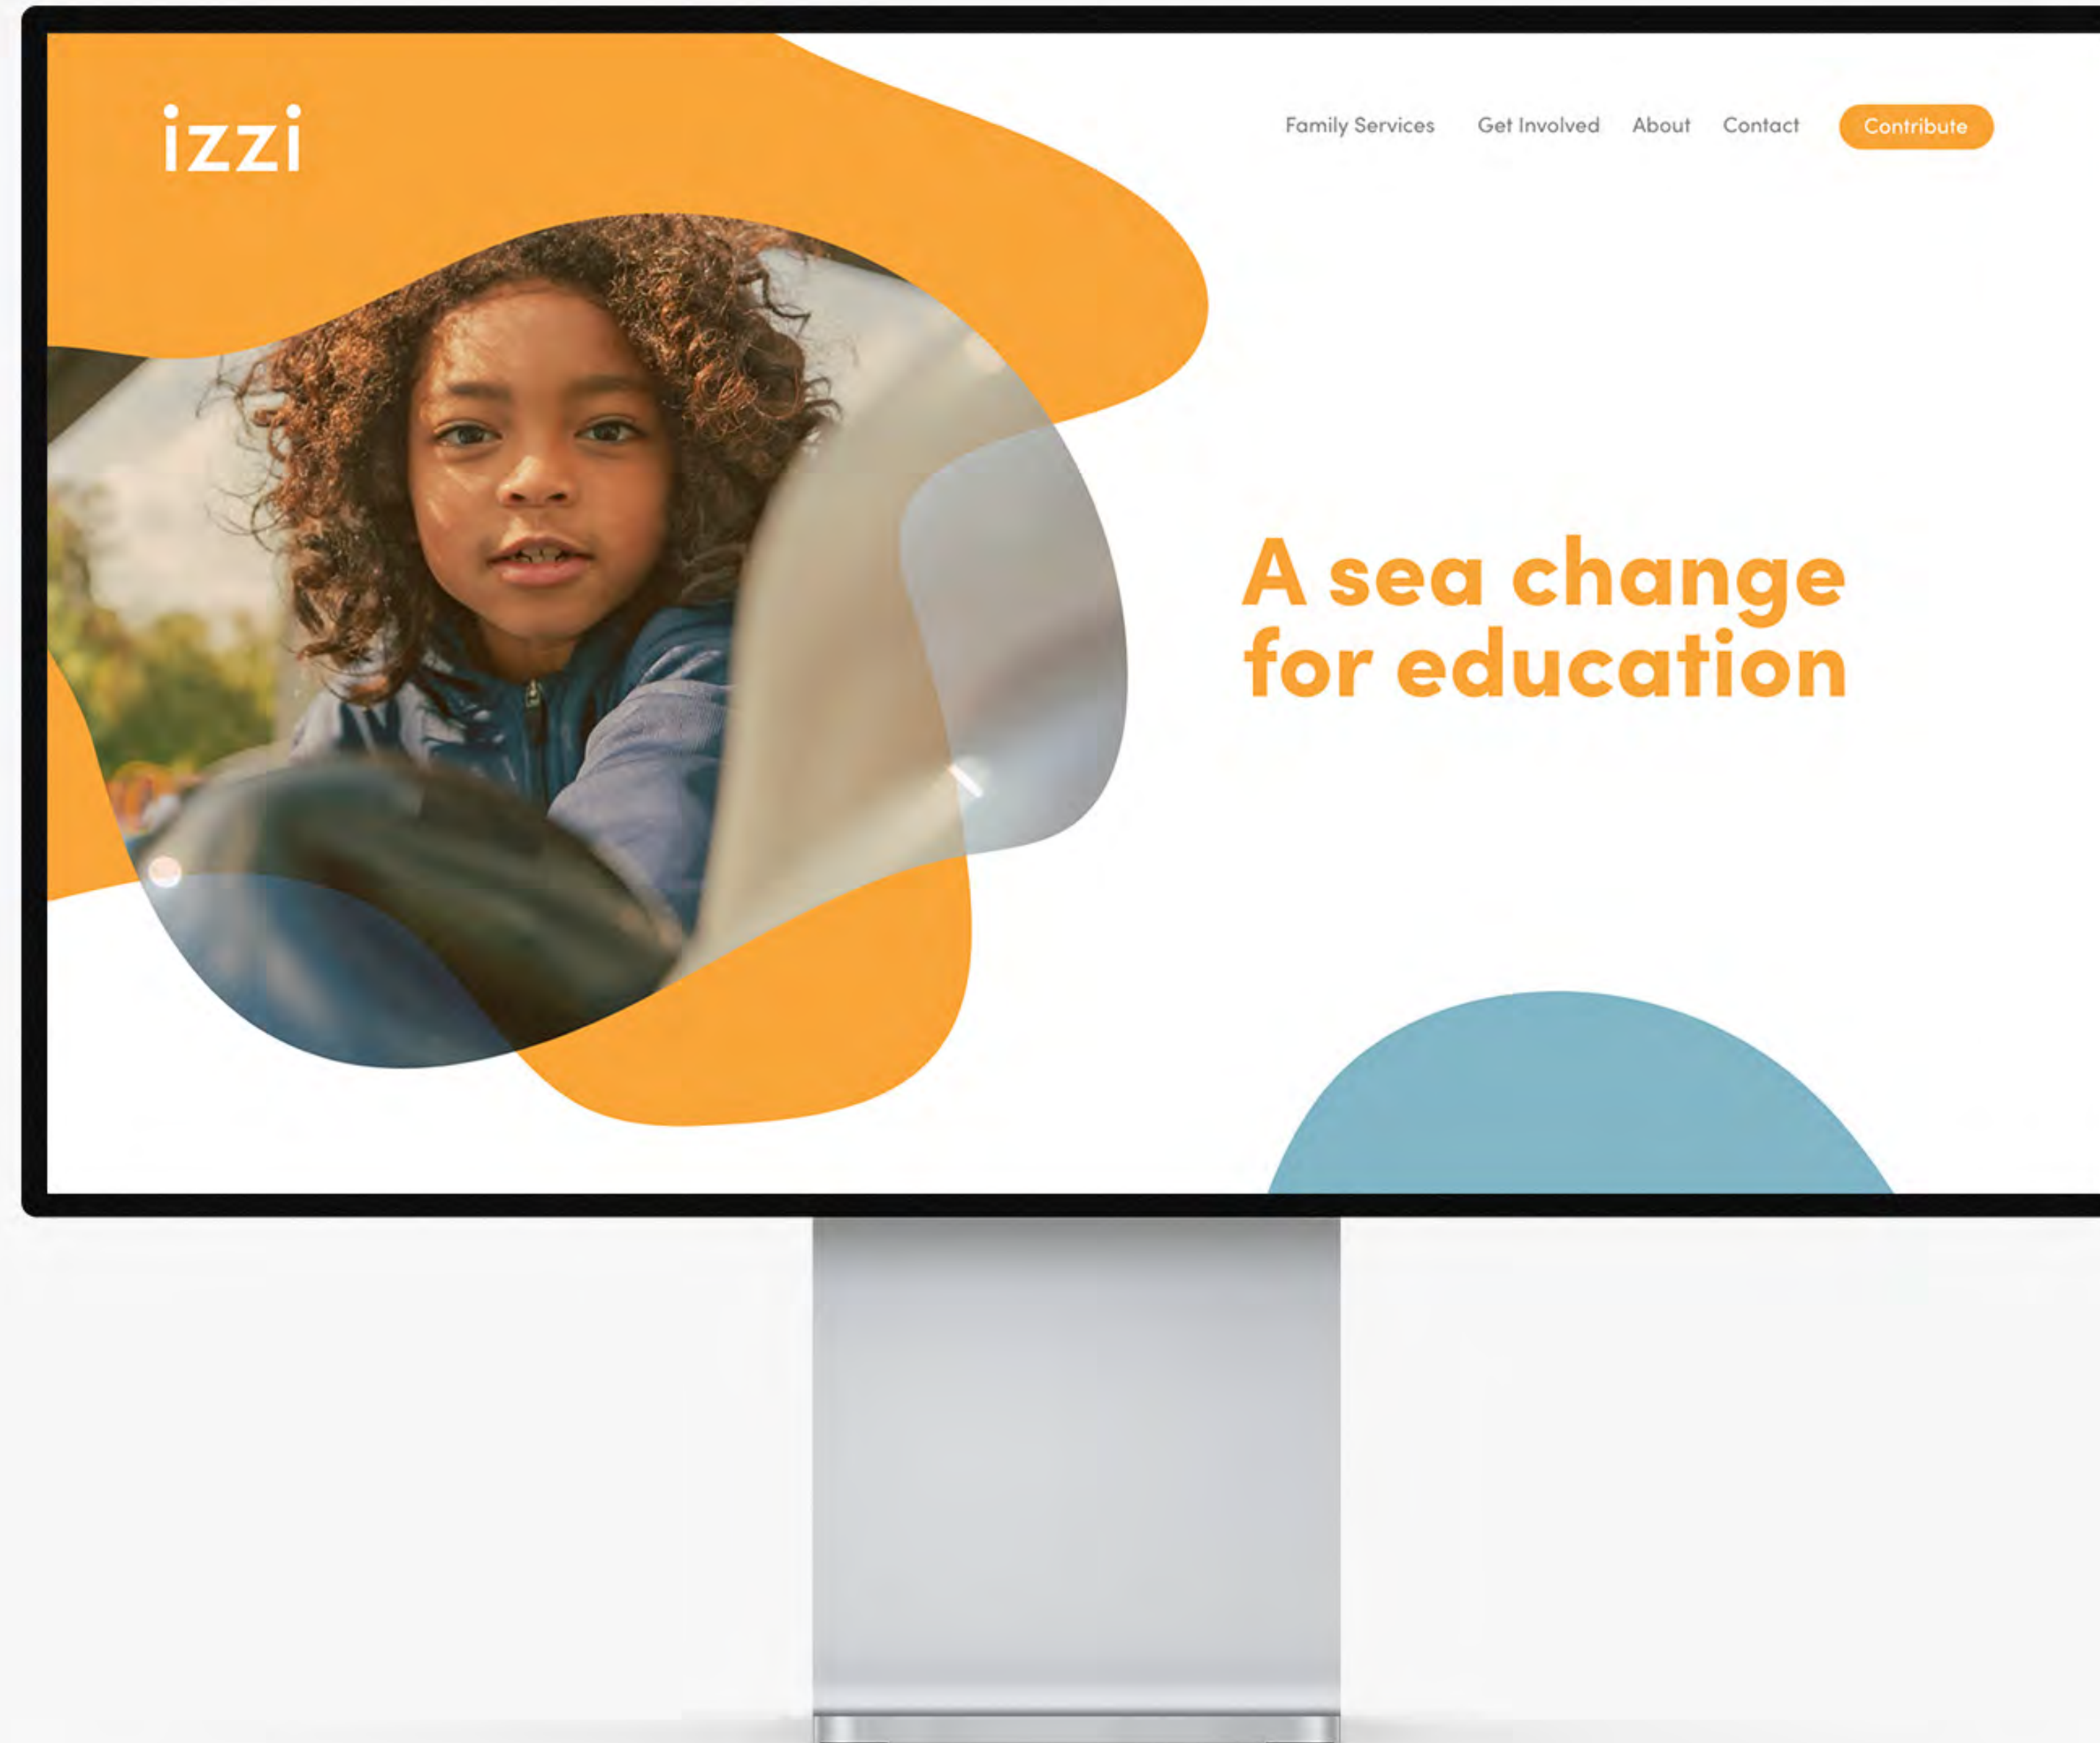 izzi
Family Services
Get Involved
About
Contact
Contribute
A sea change
for education